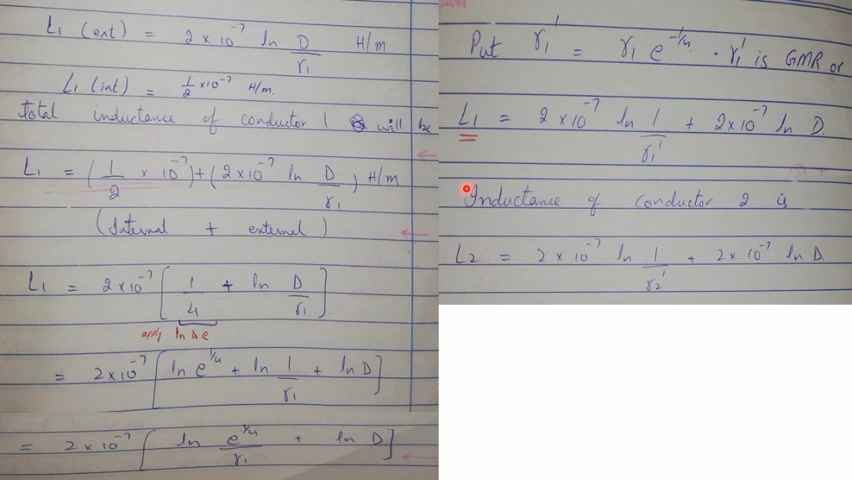 L₁ (ext) = 2×10⁻⁷ ln D/r₁ H/m
L₁ (int) = 1/2 ×10⁻⁷ H/m.
total inductance of conductor 1 will be
L₁ = (1/2 × 10⁻⁷) + (2×10⁻⁷ ln D/r₁) H/m
(Internal + external)
L₁ = 2×10⁻⁷ [1/4 + ln D/r₁]
apply ln & e
= 2×10⁻⁷ [ln e^(1/4) + ln 1/r₁ + ln D]
= 2×10⁻⁷ [ln e^(1/4)/r₁ + ln D]
Put r₁' = r₁ e^(-1/4) . r₁' is GMR or
L₁ = 2×10⁻⁷ ln 1/r₁' + 2×10⁻⁷ ln D.
Inductance of conductor 2 is
L2 = 2×10⁻⁷ ln 1/r₂' + 2×10⁻⁷ ln D.